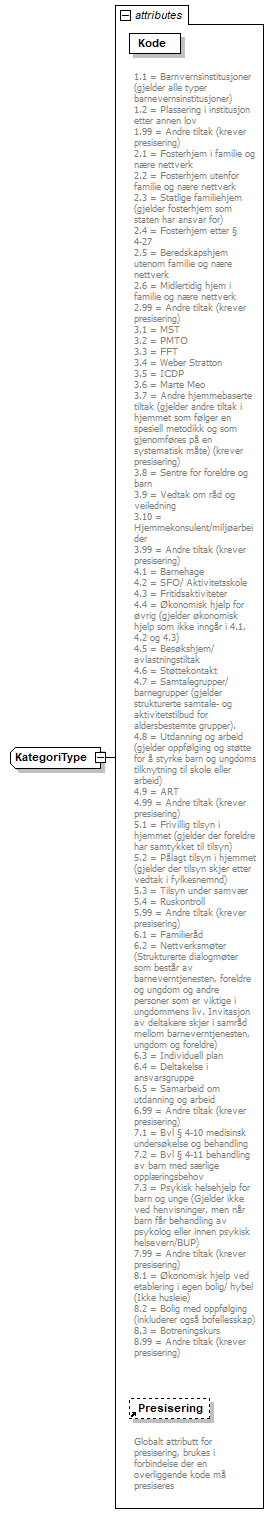 attributes
Kode
1.1 = Barnvernsinstitusjoner
(gjelder alle typer
barnevernsinstitusjoner)
1.2 = Plassering i institusjon
etter annen lov
1.99 = Andre tiltak (krever
presisering)
2.1 = Fosterhjem i familie og
nære nettverk
2.2 = Fosterhjem utenfor
familie og nære nettverk
2.3 = Statlige familiehjem
(gjelder fosterhjem som
staten har ansvar for)
2.4 = Fosterhjem etter §
4-27
2.5 = Beredskapshjem
utenom familie og nære
nettverk
2.6 = Midlertidig hjem i
familie og nære nettverk
2.99 = Andre tiltak (krever
presisering)
3.1 = MST
3.2 = PMTO
3.3 = FFT
3.4 = Weber Stratton
3.5 = ICDP
3.6 = Marte Meo
3.7 = Andre hjemmebaserte
tiltak (gjelder andre tiltak i
hjemmet som følger en
spesiell metodikk og som
gjenomføres på en
systematisk måte) (krever
presisering)
3.8 = Sentre for foreldre og
barn
3.9 = Vedtak om råd og
veiledning
3.10 =
Hjemmekonsulent/miljøarbei
der
3.99 = Andre tiltak (krever
presisering)
4.1 = Barnehage
4.2 = SFO/ Aktivitetsskole
4.3 = Fritidsaktiviteter
4.4 = Økonomisk hjelp for
øvrig (gjelder økonomisk
hjelp som ikke inngår i 4.1,
4.2 og 4.3)
4.5 = Besøkshjem/
avlastningstiltak
4.6 = Støttekontakt
4.7 = Samtalegrupper/
barnegrupper (gjelder
strukturerte samtale- og
aktivitetstilbud for
aldersbestemte grupper).
4.8 = Utdanning og arbeid
(gjelder oppfølging og støtte
for å styrke barn og ungdoms
tilknytning til skole eller
arbeid)
4.9 = ART
4.99 = Andre tiltak (krever
presisering)
5.1 = Frivillig tilsyn i
hjemmet (gjelder der foreldre
har samtykket til tilsyn)
5.2 = Pålagt tilsyn i hjemmet
(gjelder der tilsyn skjer etter
vedtak i fylkesnemnd)
5.3 = Tilsyn under samvær
5.4 = Ruskontroll
5.99 = Andre tiltak (krever
presisering)
6.1 = Familieråd
6.2 = Nettverksmøter
(Strukturerte dialogmøter
som består av
barneverntjenesten, foreldre
og ungdom og andre
personer som er viktige i
ungdommens liv. Invitasjon
av deltakere skjer i samråd
mellom barneverntjenesten,
ungdom og foreldre)
6.3 = Individuell plan
6.4 = Deltakelse i
ansvarsgruppe
6.5 = Samarbeid om
utdanning og arbeid
6.99 = Andre tiltak (krever
presisering)
7.1 = Bvl § 4-10 medisinsk
undersøkelse og behandling
7.2 = Bvl § 4-11 behandling
av barn med særlige
opplæringsbehov
7.3 = Psykisk helsehjelp for
barn og unge (Gjelder ikke
ved henvisninger, men når
barn får behandling av
psykolog eller innen psykisk
helsevern/BUP)
7.99 = Andre tiltak (krever
presisering)
8.1 = Økonomisk hjelp ved
etablering i egen bolig/ hybel
(Ikke husleie)
8.2 = Bolig med oppfølging
(inkluderer også bofellesskap)
8.3 = Botreningskurs
8.99 = Andre tiltak (krever
presisering)
KategoriType
Presisering
Globalt attributt for
presisering, brukes i
forbindelse der en
overliggende kode må
presiseres